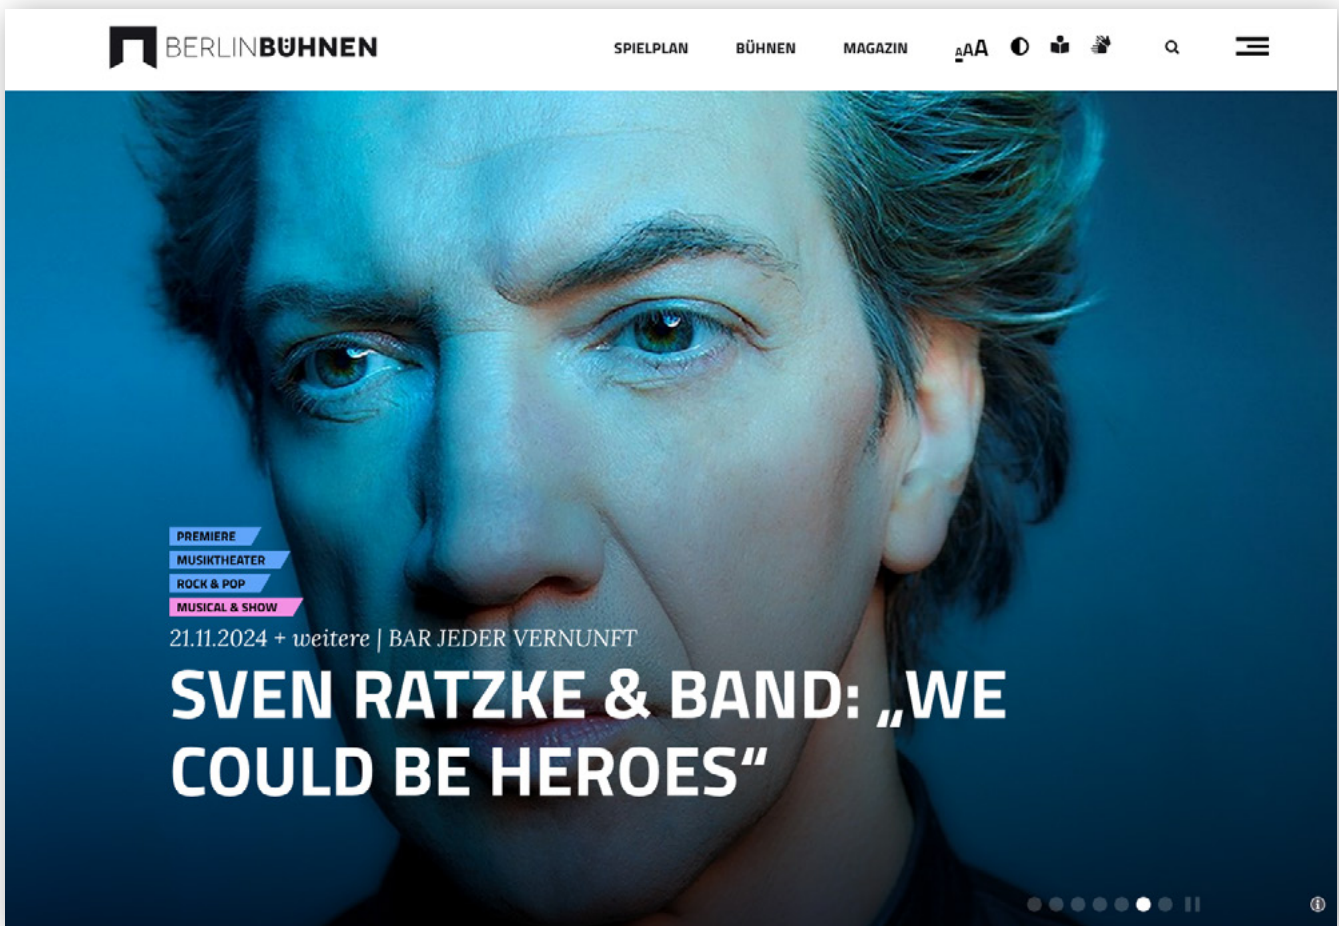 BERLINBÜHNEN
SPIELPLAN
BÜHNEN
MAGAZIN
AAA
PREMIERE
MUSIKTHEATER
ROCK & POP
MUSICAL & SHOW
21.11.2024 + weitere | BAR JEDER VERNUNFT
SVEN RATZKE & BAND: „WE
COULD BE HEROES“